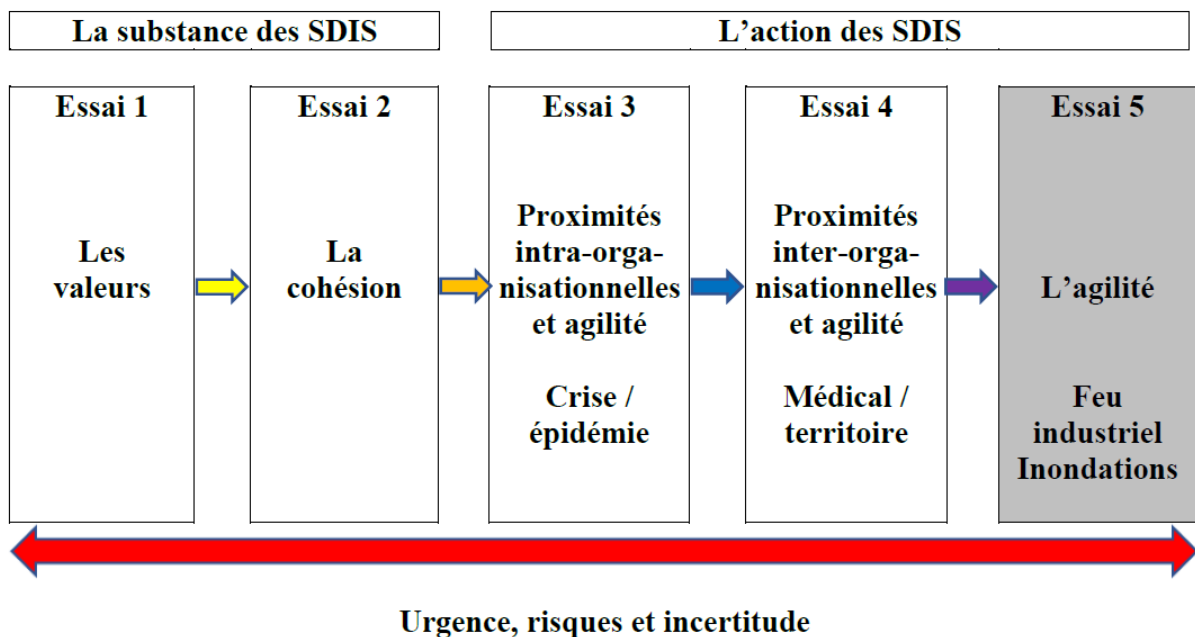 La substance des SDIS
L’action des SDIS
Essai 1
Les
valeurs
Essai 2
La
cohésion
Essai 3
Proximités
intra-orga-
nisationnelles
et agilité
Crise /
épidémie
Essai 4
Proximités
inter-orga-
nisationnelles
et agilité
Médical /
territoire
Essai 5
L’agilité
Feu
industriel
Inondations
Urgence, risques et incertitude